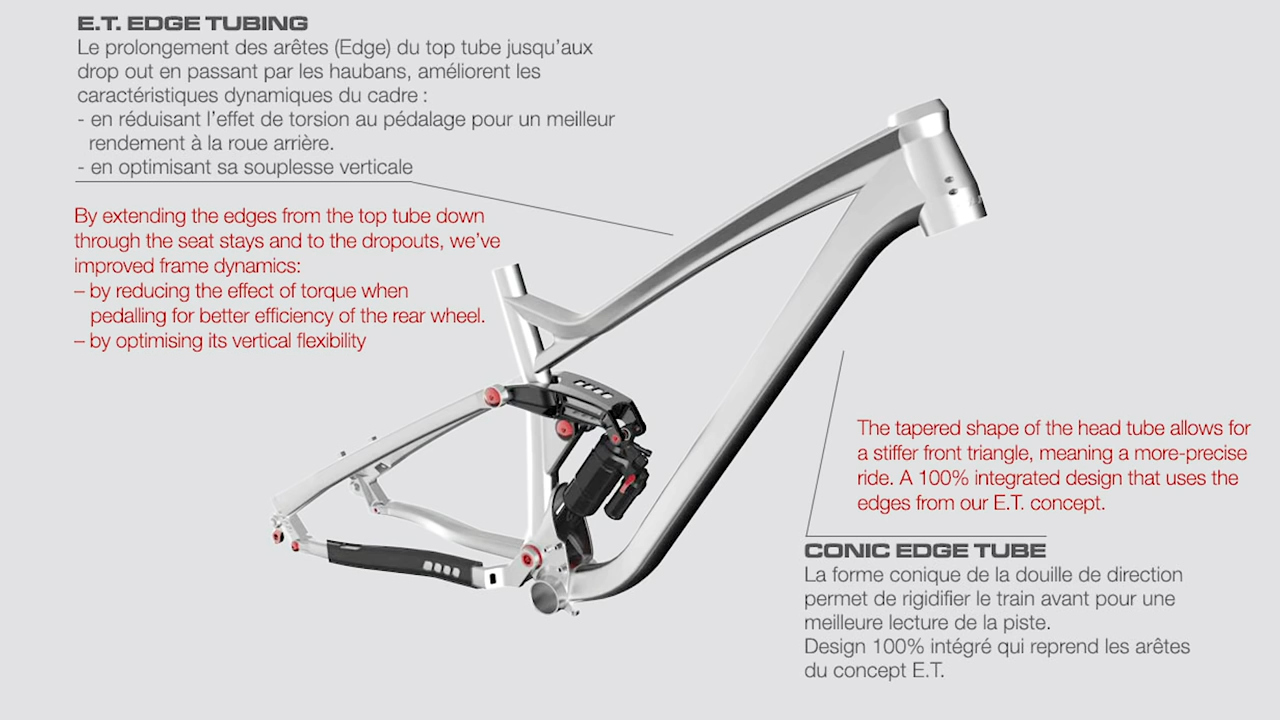 E.T. EDGE TUBING
Le prolongement des arêtes (Edge) du top tube jusqu'aux
drop out en passant par les haubans, améliorent les
caractéristiques dynamiques du cadre :
- en réduisant l'effet de torsion au pédalage pour un meilleur
rendement à la roue arrière.
- en optimisant sa souplesse verticale
By extending the edges from the top tube down
through the seat stays and to the dropouts, we've
improved frame dynamics:
– by reducing the effect of torque when
pedalling for better efficiency of the rear wheel.
– by optimising its vertical flexibility
The tapered shape of the head tube allows for
a stiffer front triangle, meaning a more-precise
ride. A 100% integrated design that uses the
edges from our E.T. concept.
CONIC EDGE TUBE
La forme conique de la douille de direction
permet de rigidifier le train avant pour une
meilleure lecture de la piste.
Design 100% intégré qui reprend les arêtes
du concept E.T.